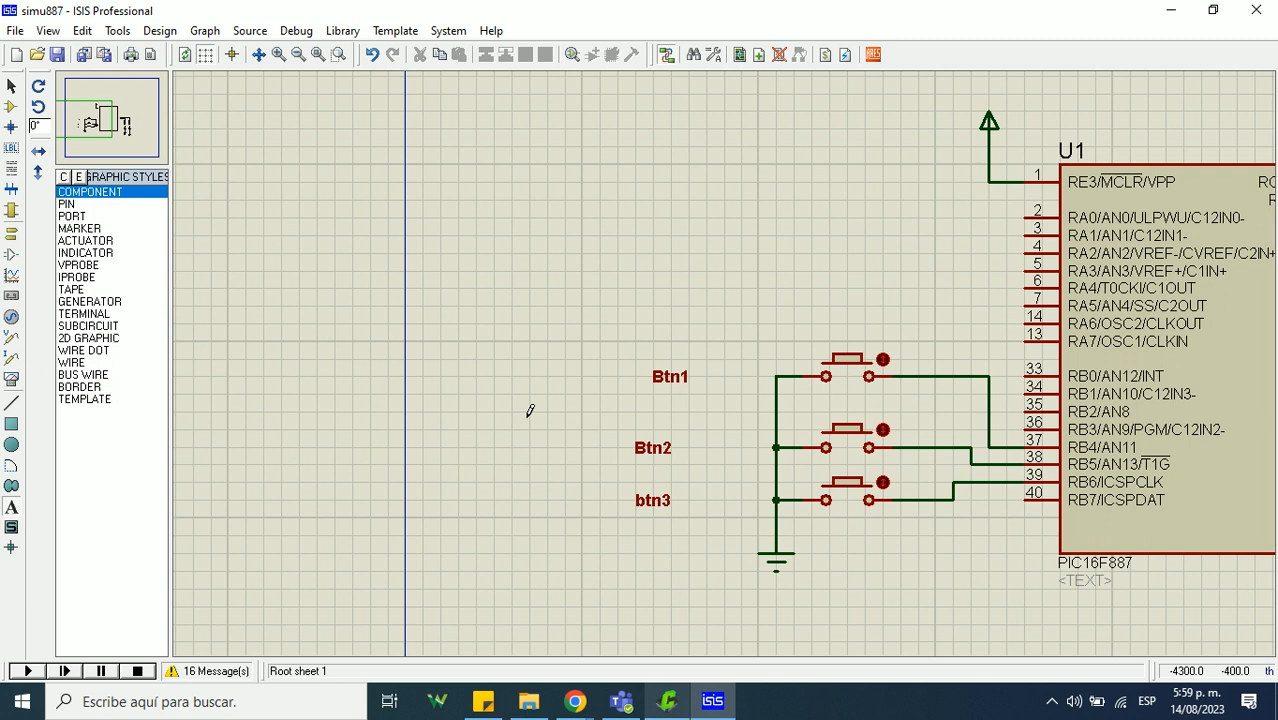 simu887 - ISIS Professional
File View Edit Tools Design Graph Source Debug Library Template System Help
ARES
0°
LBL
C E GRAPHIC STYLES
COMPONENT
PIN
PORT
MARKER
ACTUATOR
INDICATOR
VPROBE
IPROBE
TAPE
GENERATOR
TERMINAL
SUBCIRCUIT
2D GRAPHIC
WIRE DOT
WIRE
BUS WIRE
BORDER
TEMPLATE
A
S
U1
1 RE3/MCLR/VPP
2 RA0/AN0/ULPWU/C12IN0-
3 RA1/AN1/C12IN1-
4 RA2/AN2/VREF-/CVREF/C2IN+
5 RA3/AN3/VREF+/C1IN+
6 RA4/T0CKI/C1OUT
7 RA5/AN4/SS/C2OUT
14 RA6/OSC2/CLKOUT
13 RA7/OSC1/CLKIN
33 RB0/AN12/INT
34 RB1/AN10/C12IN3-
35 RB2/AN8
36 RB3/AN9/PGM/C12IN2-
37 RB4/AN11
38 RB5/AN13/T1G
39 RB6/ICSPCLK
40 RB7/ICSPDAT
PIC16F887
<TEXT>
Btn1
Btn2
btn3
16 Message(s) Root sheet 1 -4300.0 -400.0 th
Escribe aquí para buscar.
ESP
5:59 p. m.
14/08/2023